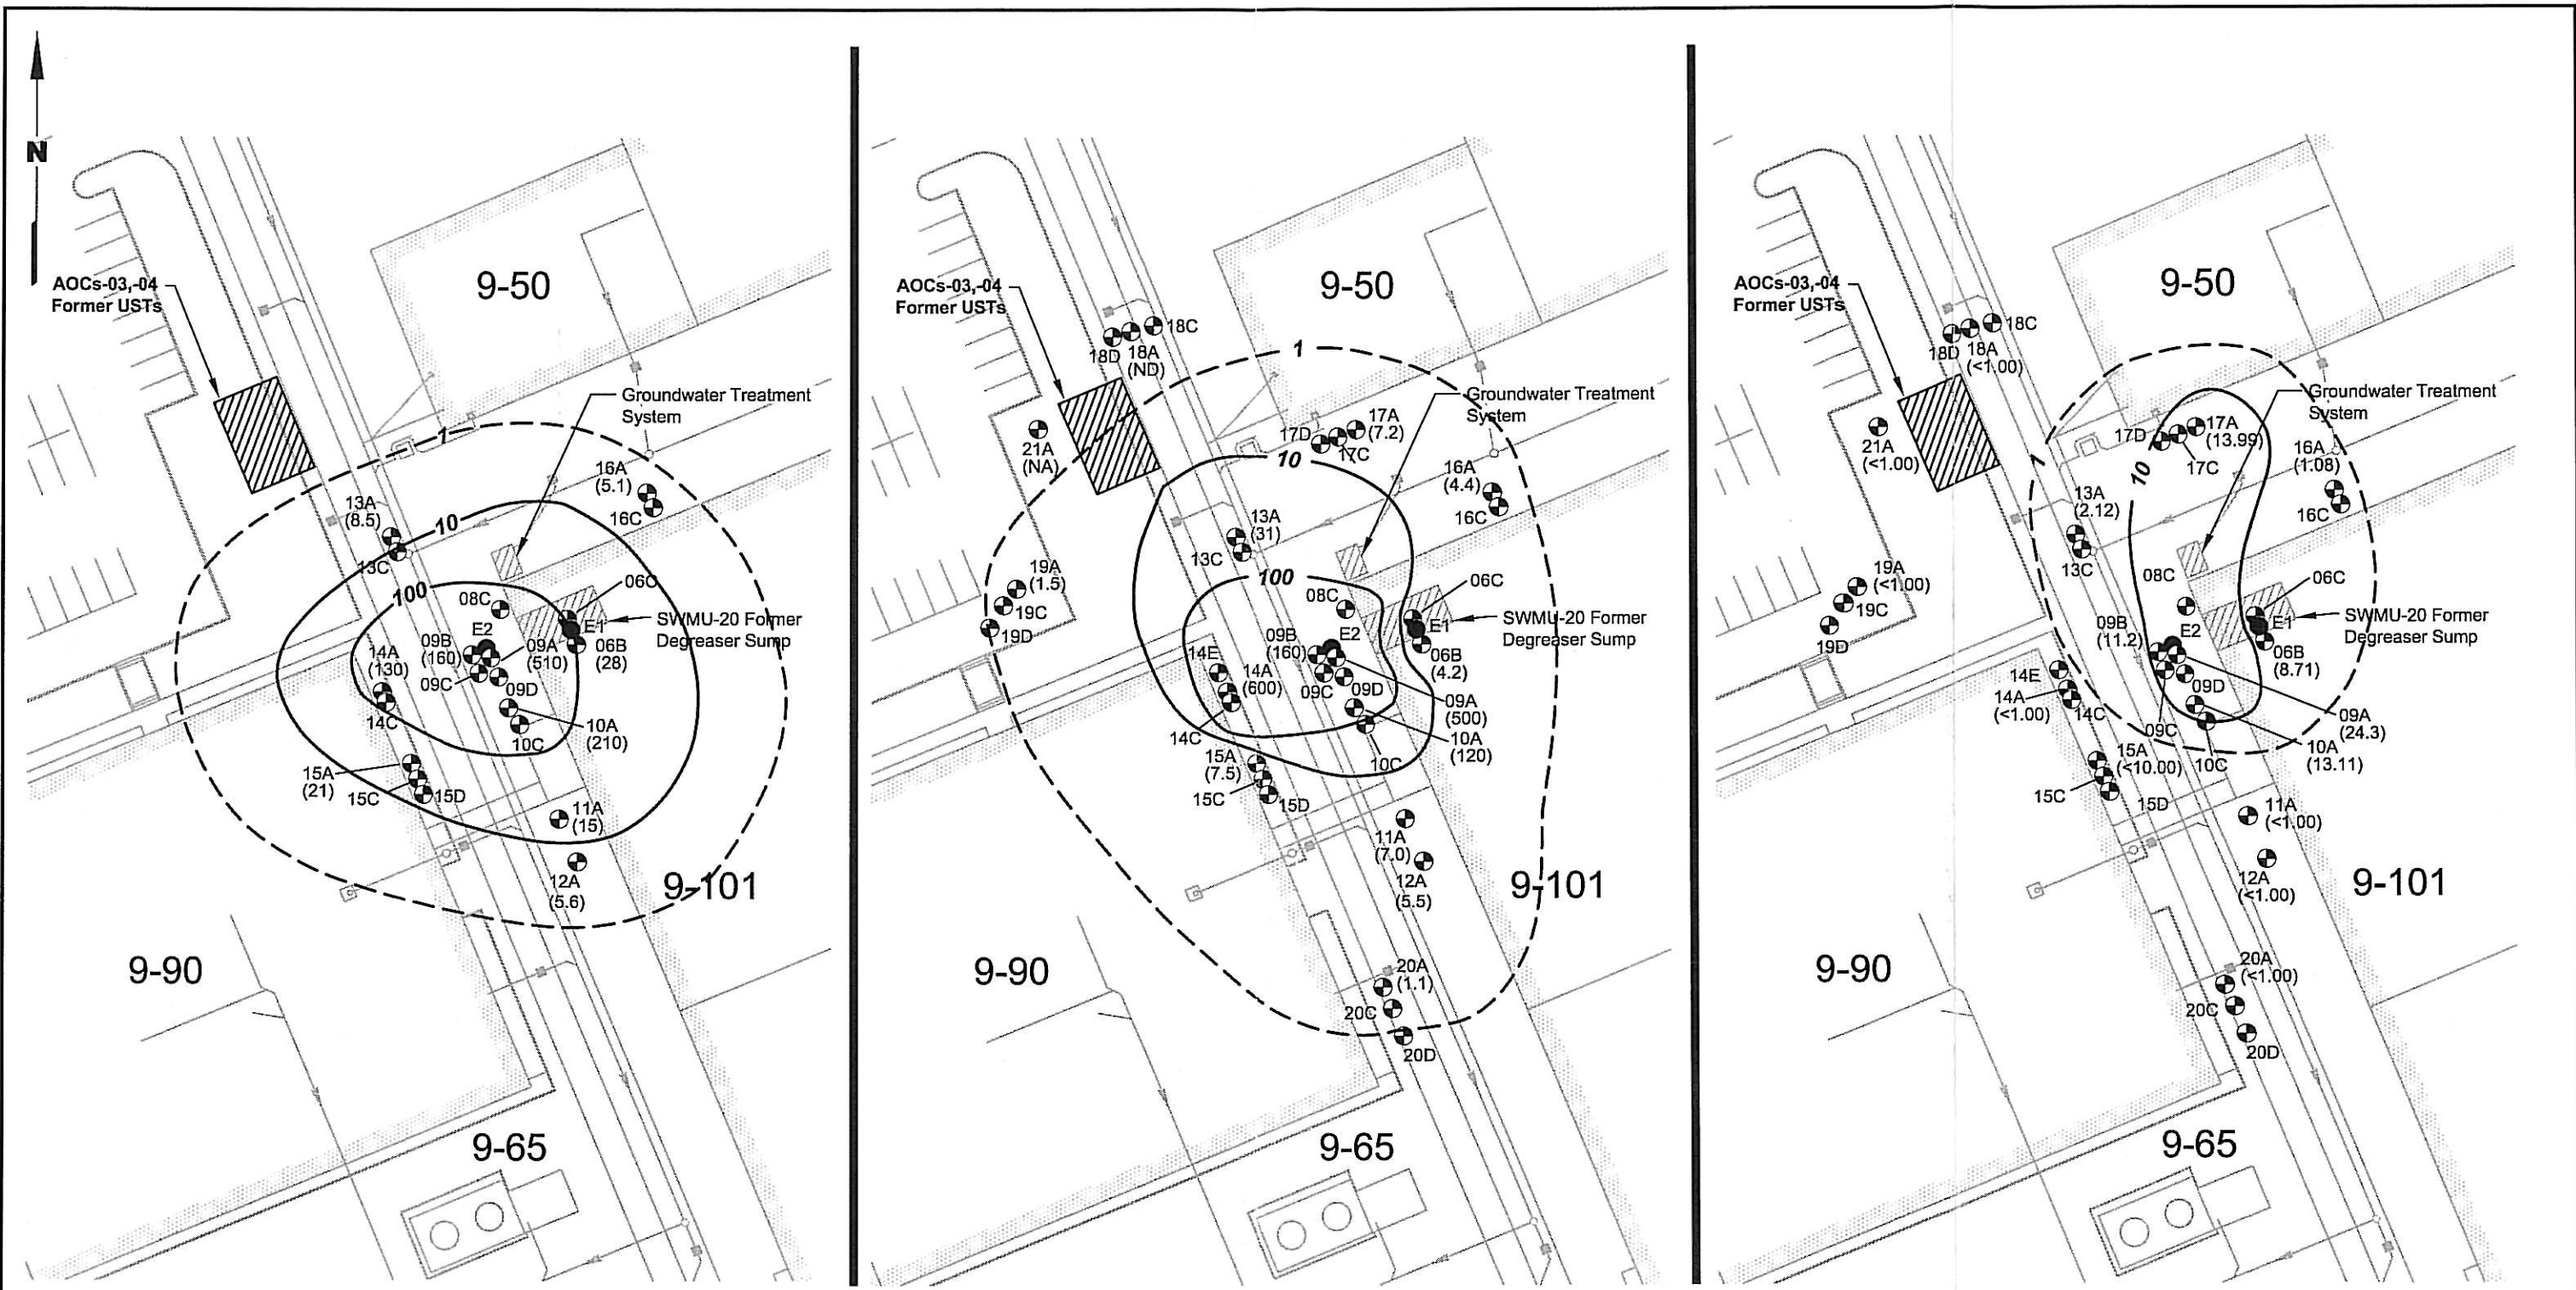 N
AOCs-03,-04
Former USTs
9-50
Groundwater Treatment
System
1
16A
(5.1)
16C
13A
(8.5)
13C
10
100
08C
06C
SWMU-20 Former
Degreaser Sump
E1
E2
09B
(160)
09A
(510)
06B
(28)
14A
(130)
09C
09D
14C
10A
(210)
10C
15A
(21)
15C
15D
11A
(15)
12A
(5.6)
9-101
9-90
9-65
AOCs-03,-04
Former USTs
9-50
18C
18D
18A
(ND)
1
Groundwater Treatment
System
21A
(NA)
17D
17A
(7.2)
17C
10
16A
(4.4)
16C
13A
(31)
13C
19A
(1.5)
19C
19D
100
08C
06C
SWMU-20 Former
Degreaser Sump
E1
E2
09B
(160)
06B
(4.2)
14E
14A
(600)
09C
09D
09A
(500)
14C
10A
(120)
10C
15A
(7.5)
15C
15D
11A
(7.0)
12A
(5.5)
9-101
9-90
20A
(1.1)
20C
20D
9-65
AOCs-03,-04
Former USTs
9-50
18C
18D
18A
(<1.00)
Groundwater Treatment
System
21A
(<1.00)
17D
17A
(13.99)
17C
1
10
16A
(1.08)
16C
13A
(2.12)
13C
19A
(<1.00)
19C
19D
08C
06C
SWMU-20 Former
Degreaser Sump
E1
E2
09B
(11.2)
06B
(8.71)
14E
14A
(<1.00)
14C
09C
09D
09A
(24.3)
10A
(13.11)
10C
15A
(<10.00)
15C
15D
11A
(<1.00)
12A
(<1.00)
9-101
9-90
20A
(<1.00)
20C
20D
9-65